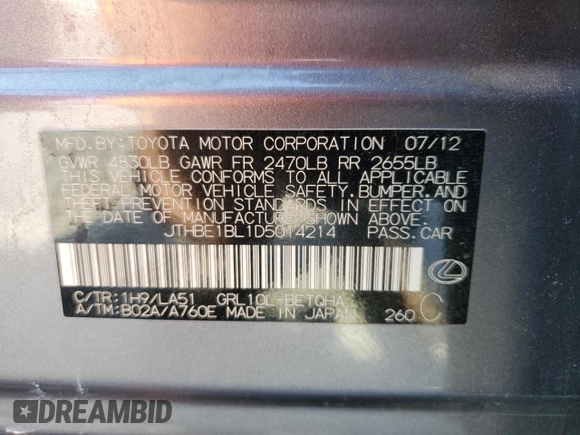 MFD.BY:TOYOTA MOTOR CORPORATION 07/12
GVWR 4830LB GAWR FR 2470LB RR 2655LB
THIS VEHICLE CONFORMS TO ALL APPLICABLE
FEDERAL MOTOR VEHICLE SAFETY, BUMPER, AND
THEFT PREVENTION STANDARDS IN EFFECT ON
THE DATE OF MANUFACTURE SHOWN ABOVE.
JTHBE1BL1D5014214 PASS.CAR
C/TR:1H9/LA51 GRL10L-BETQHA
A/TM:B02A/A760E MADE IN JAPAN 260 C
DREAMBID